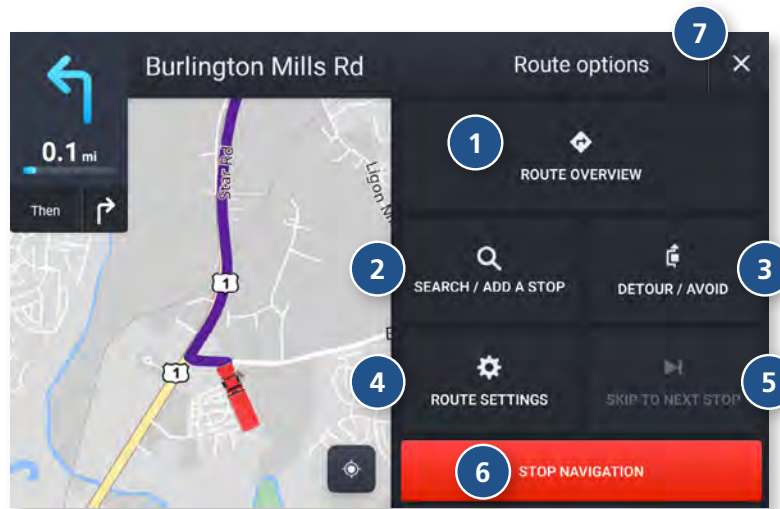 7
Burlington Mills Rd
Route options
0.1 mi
Then
Star Rd
1
1
1
ROUTE OVERVIEW
2
SEARCH / ADD A STOP
3
DETOUR / AVOID
4
ROUTE SETTINGS
5
SKIP TO NEXT STOP
6
STOP NAVIGATION